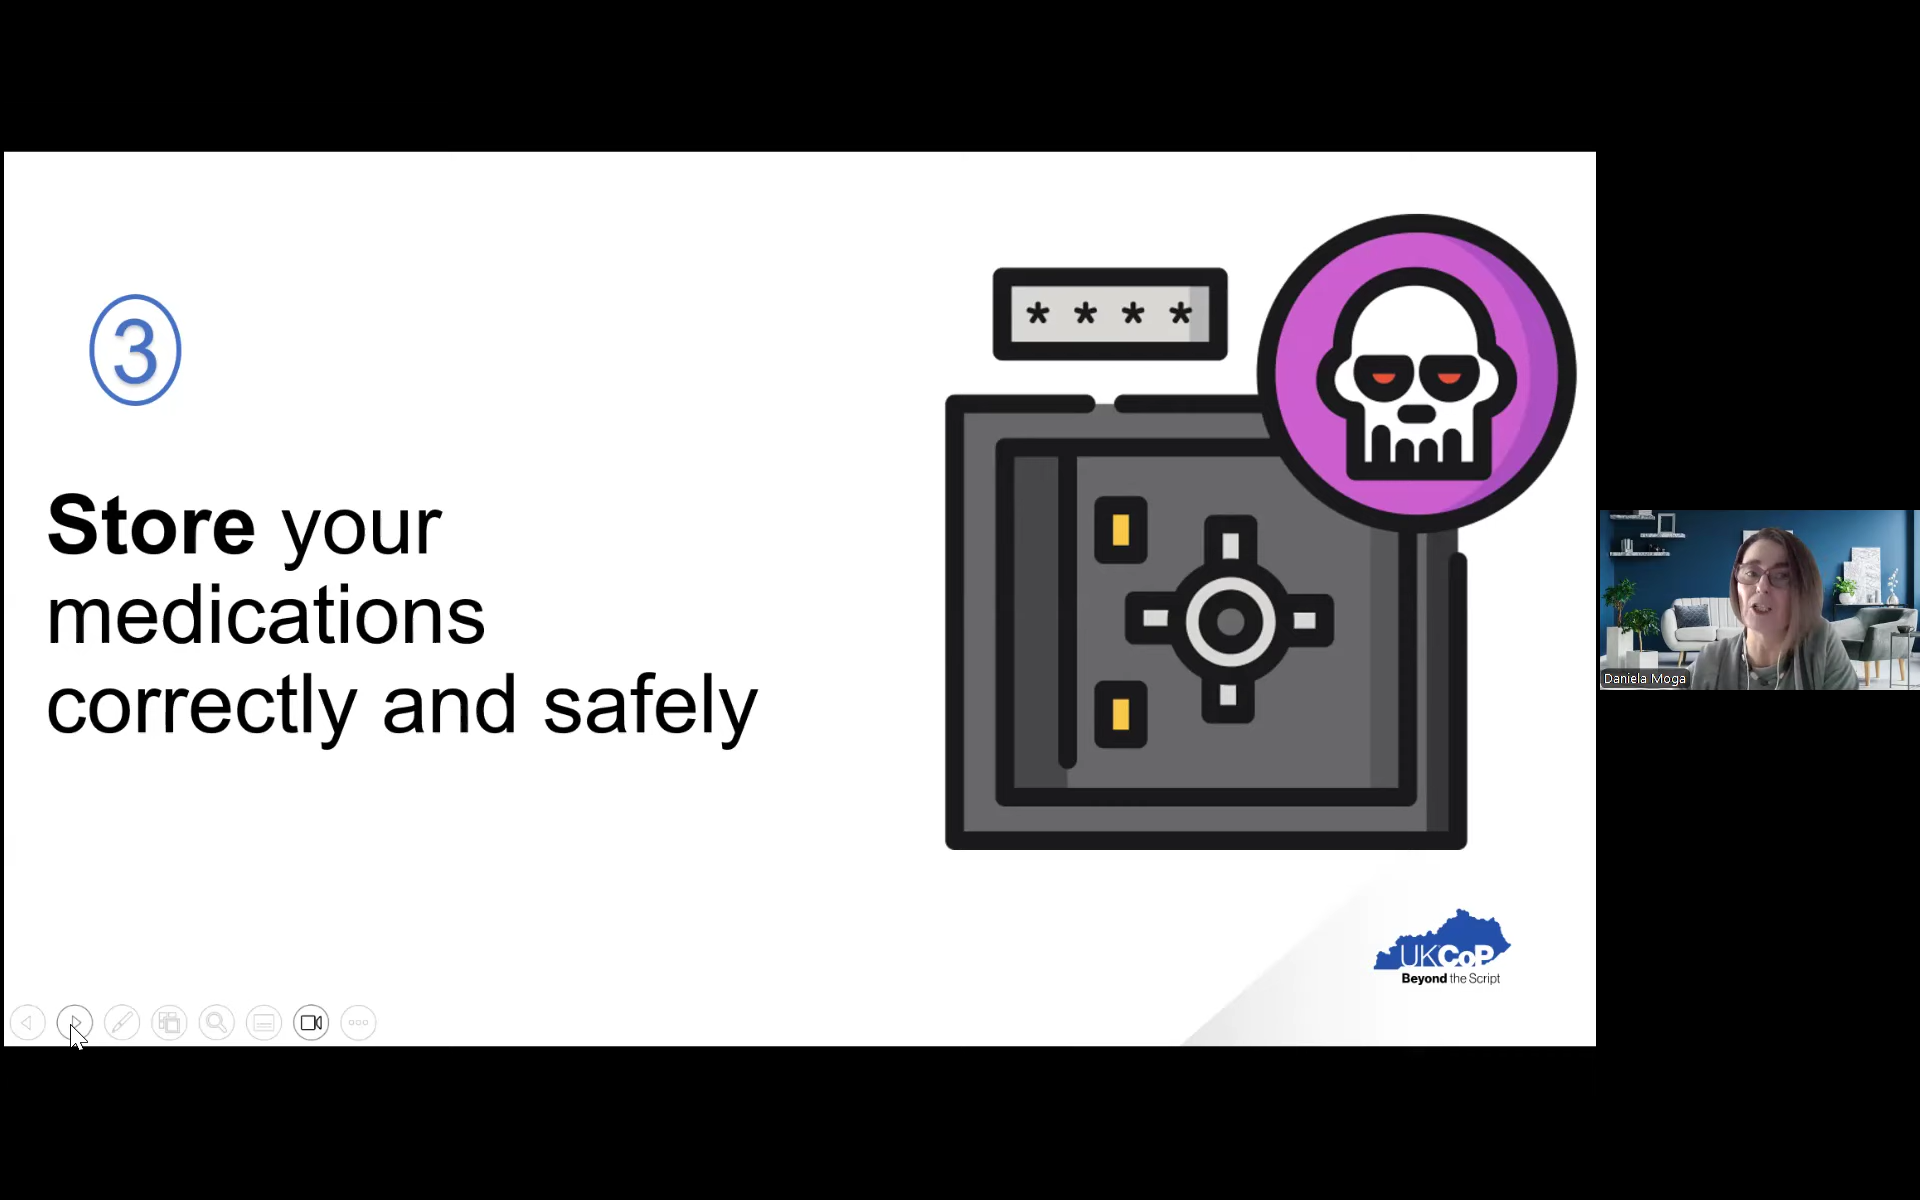 3
* * * *
Store your
medications
correctly and safely
UKCoP
Beyond the Script
Daniela Moga